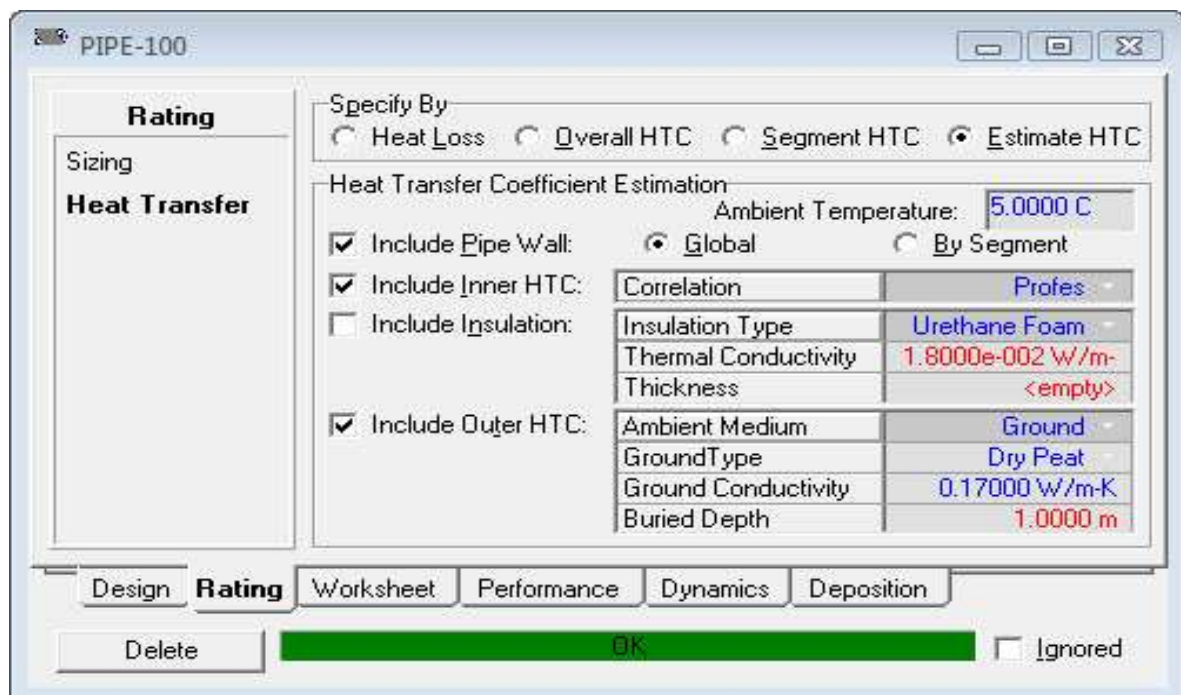 PIPE-100
Rating
Sizing
Heat Transfer
Specify By
Heat Loss Overall HTC Segment HTC Estimate HTC
Heat Transfer Coefficient Estimation
Ambient Temperature: 5.0000 C
Include Pipe Wall: Global By Segment
Include Inner HTC: Correlation Profes
Include Insulation: Insulation Type Urethane Foam
Thermal Conductivity 1.8000e-002 W/m-
Thickness <empty>
Include Outer HTC: Ambient Medium Ground
GroundType Dry Peat
Ground Conductivity 0.17000 W/m-K
Buried Depth 1.0000 m
Design Rating Worksheet Performance Dynamics Deposition
Delete OK Ignored